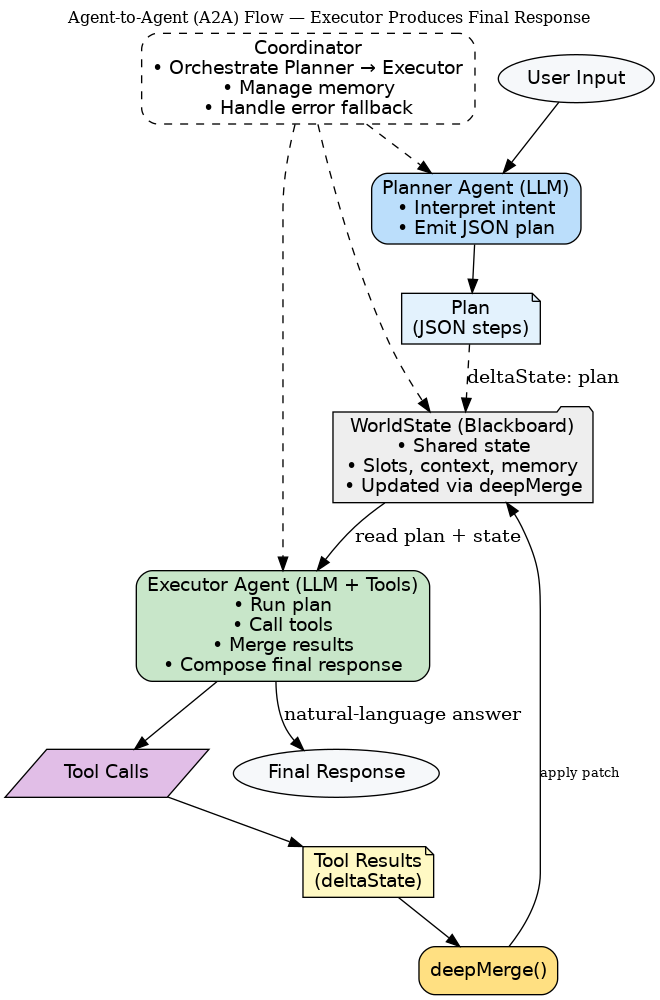 Agent-to-Agent (A2A) Flow — Executor Produces Final Response
Coordinator
• Orchestrate Planner → Executor
• Manage memory
• Handle error fallback
User Input
Planner Agent (LLM)
• Interpret intent
• Emit JSON plan
Plan
(JSON steps)
deltaState: plan
WorldState (Blackboard)
• Shared state
• Slots, context, memory
• Updated via deepMerge
read plan + state
Executor Agent (LLM + Tools)
• Run plan
• Call tools
• Merge results
• Compose final response
natural-language answer
Tool Calls
Final Response
apply patch
Tool Results
(deltaState)
deepMerge()